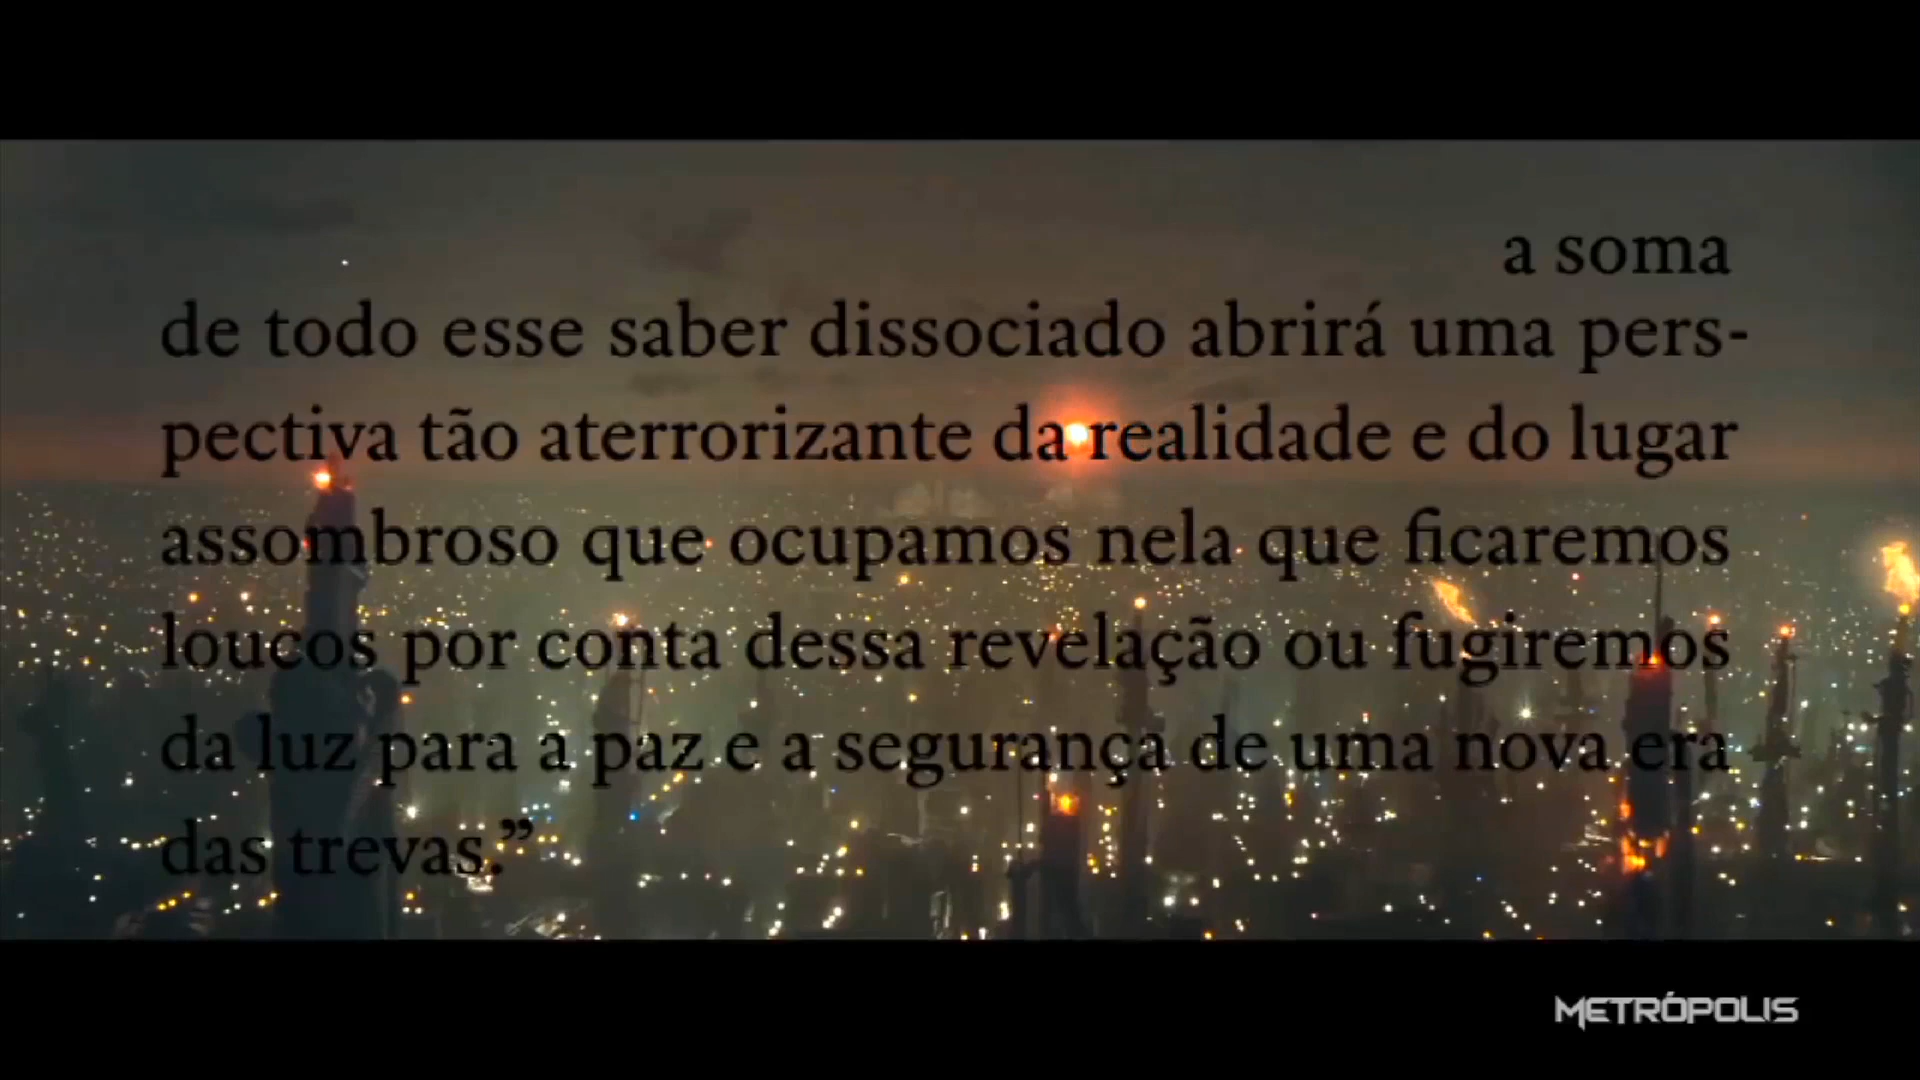 a soma
de todo esse saber dissociado abrirá uma pers-
pectiva tão aterrorizante da realidade e do lugar
assombroso que ocupamos nela que ficaremos
loucos por conta dessa revelação ou fugiremos
da luz para a paz e a segurança de uma nova era
das trevas.”
METRÓPOLIS